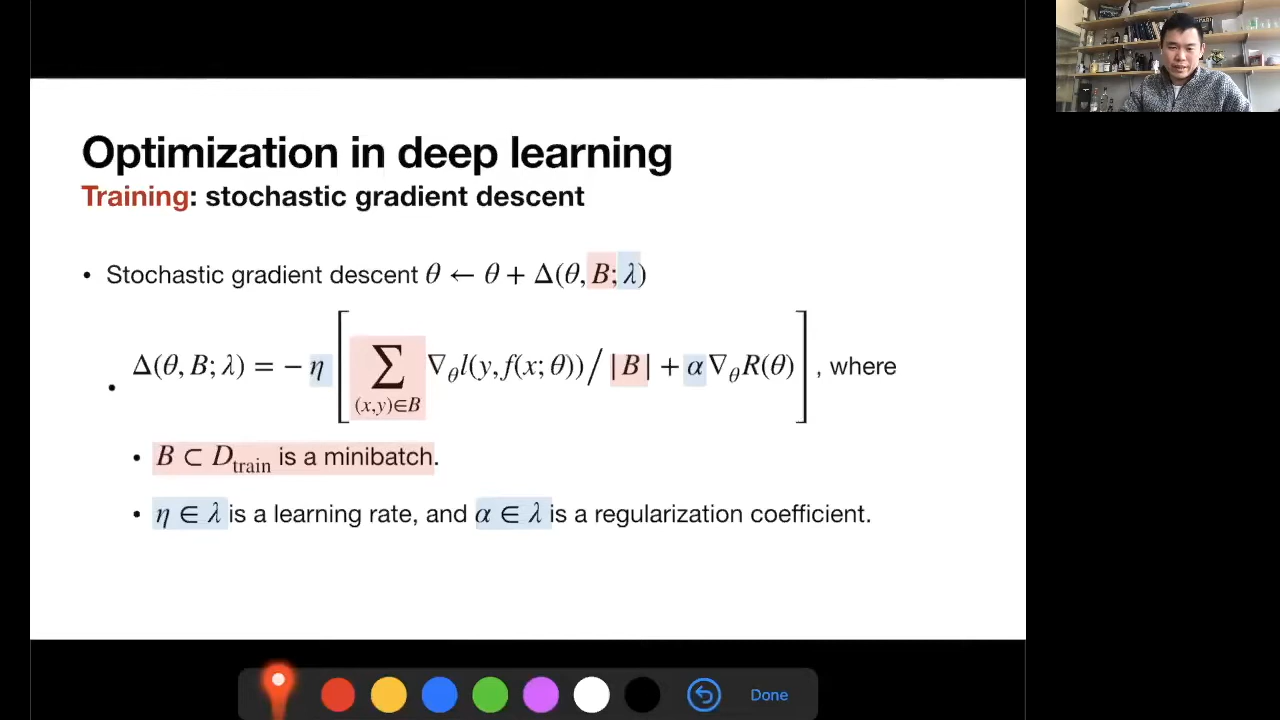 Optimization in deep learning
Training: stochastic gradient descent
• Stochastic gradient descent θ ← θ + Δ(θ, B; λ)
• Δ(θ, B; λ) = − η [ ∑_{(x,y)∈B} ∇_θ l(y, f(x; θ)) / |B| + α∇_θ R(θ) ] , where
• B ⊂ D_train is a minibatch.
• η ∈ λ is a learning rate, and α ∈ λ is a regularization coefficient.
Done